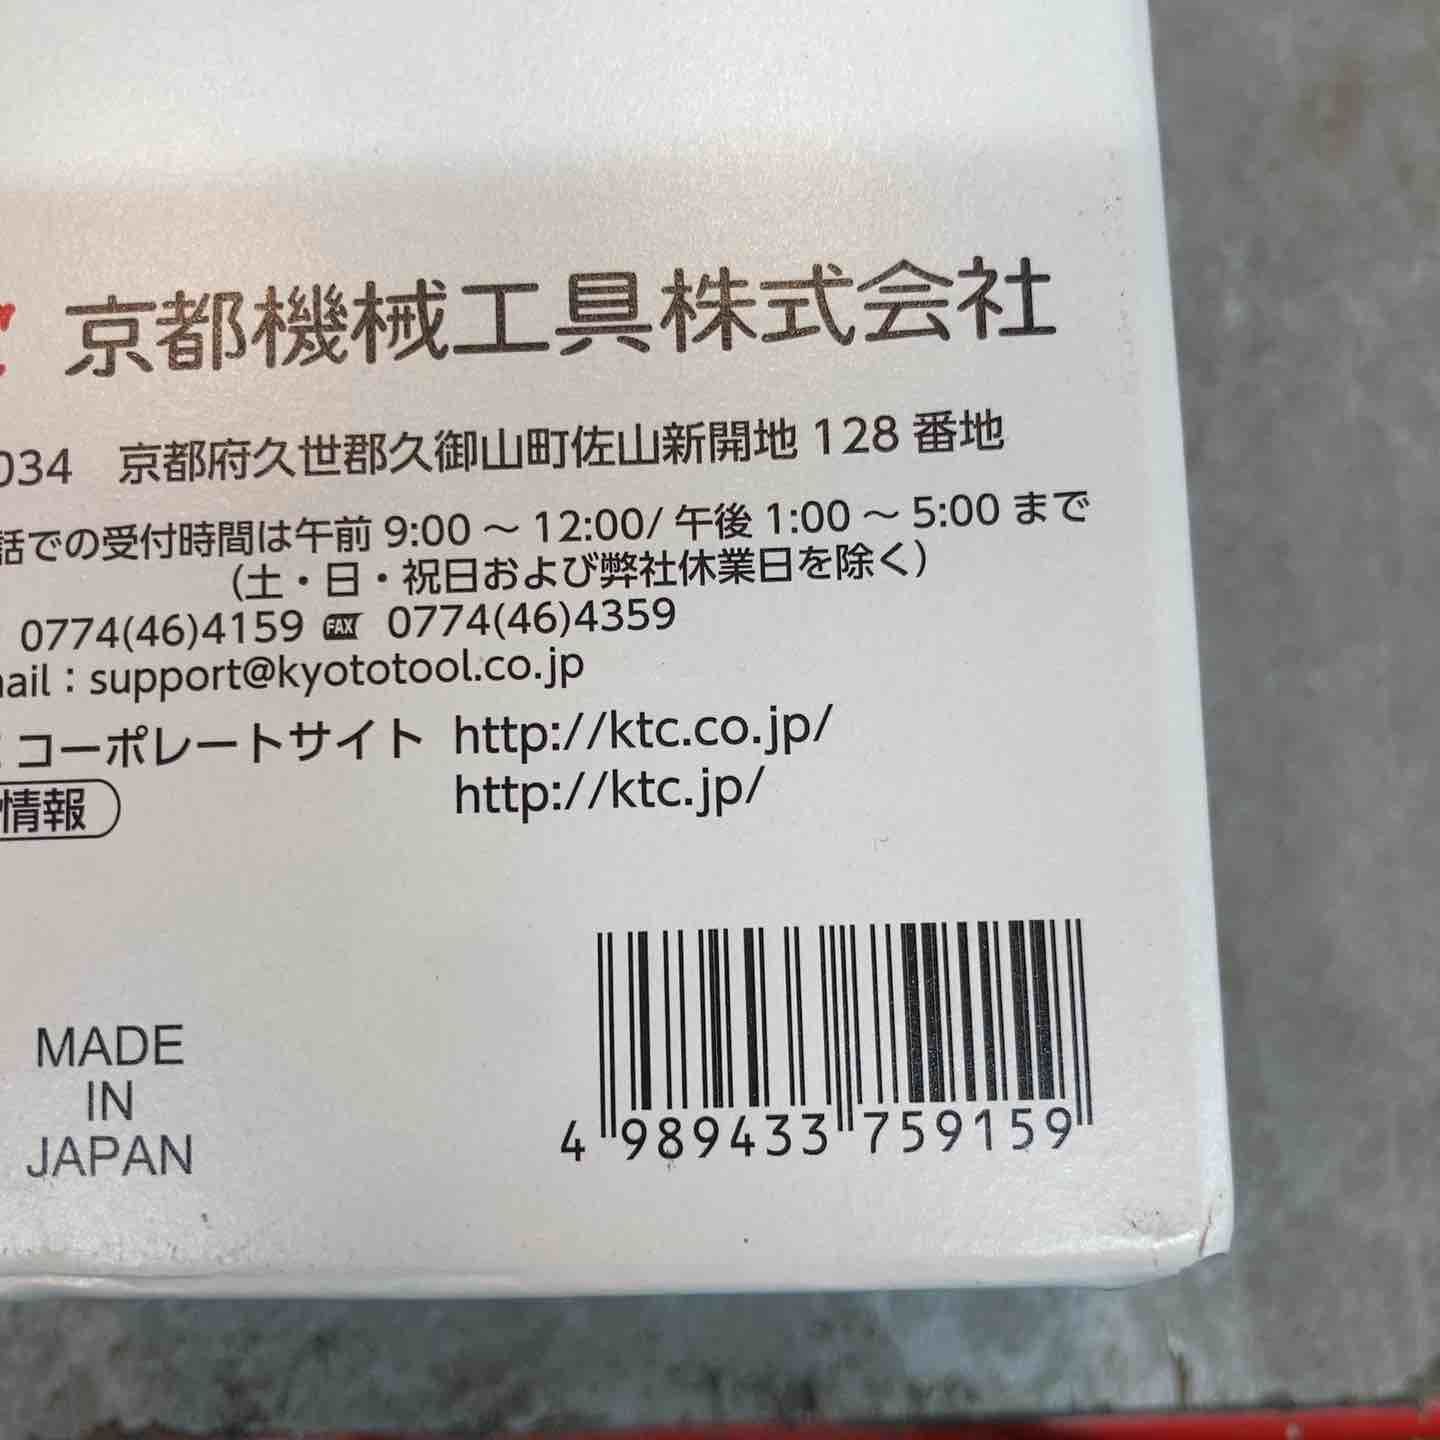 京都機械工具株式会社
034 京都府久世郡久御山町佐山新開地 128 番地
話での受付時間は午前 9:00 ～ 12:00/ 午後 1:00 ～ 5:00 まで
(土・日・祝日および弊社休業日を除く)
0774(46)4159 FAX 0774(46)4359
mail：support@kyototool.co.jp
コーポレートサイト http://ktc.co.jp/
情報 http://ktc.jp/
MADE
IN
JAPAN
4 989433 759159